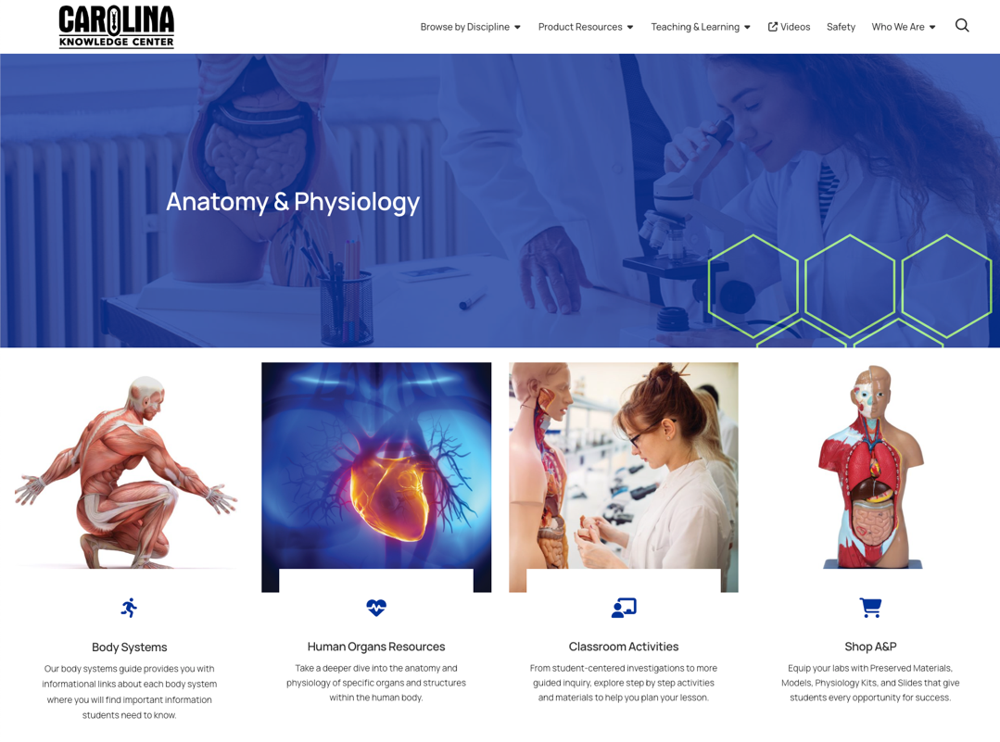 CAROLINA
KNOWLEDGE CENTER
Browse by Discipline
Product Resources
Teaching & Learning
Videos
Safety
Who We Are
Anatomy & Physiology
Body Systems
Our body systems guide provides you with
informational links about each body system
where you will find important information
students need to know.
Human Organs Resources
Take a deeper dive into the anatomy and
physiology of specific organs and structures
within the human body.
Classroom Activities
From student-centered investigations to more
guided inquiry, explore step by step activities
and materials to help you plan your lesson.
Shop A&P
Equip your labs with Preserved Materials,
Models, Physiology Kits, and Slides that give
students every opportunity for success.